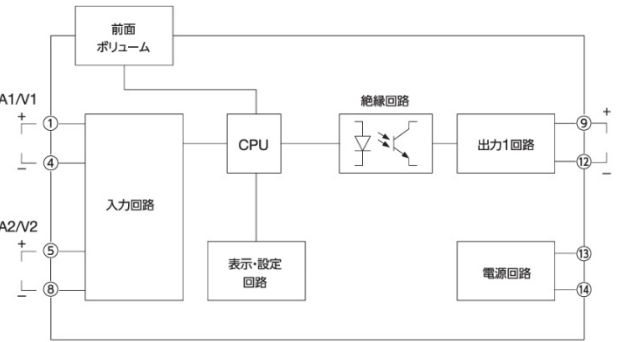 前面
ボリューム
A1/V1
+
①
−
④
A2/V2
+
⑤
−
⑧
入力回路
CPU
表示・設定
回路
絶縁回路
出力1回路
⑨
+
⑫
−
電源回路
⑬
⑭